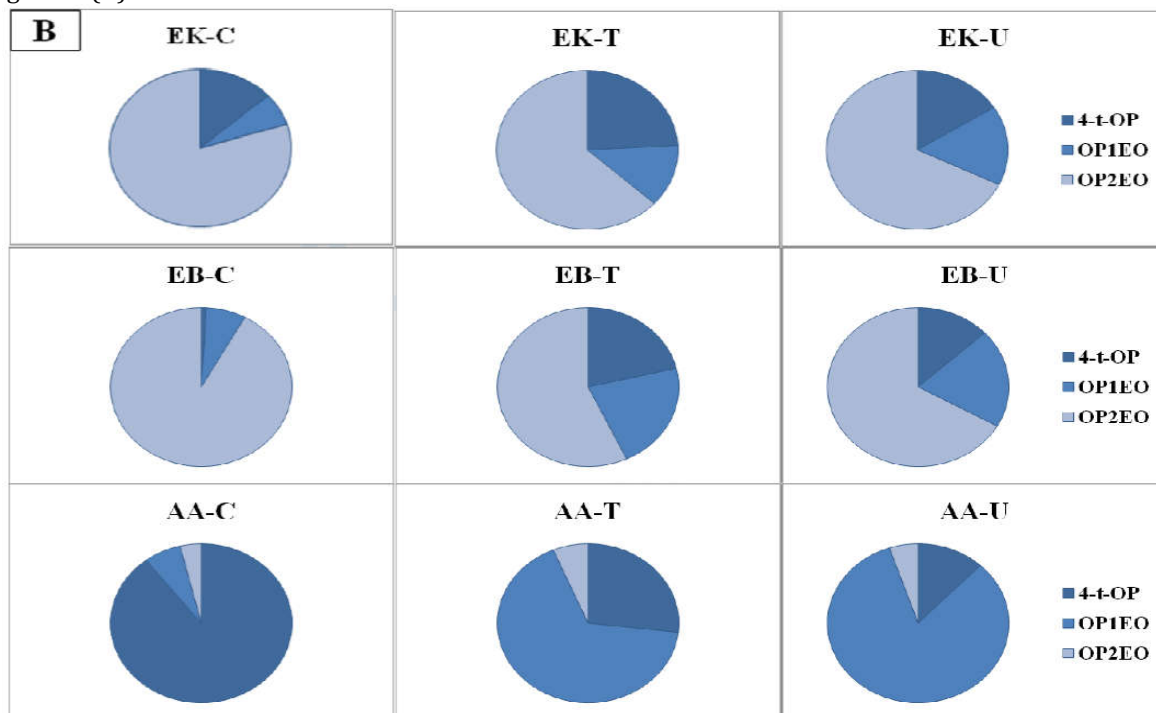 B
EK-C
EK-T
EK-U
4-t-OP
OP1EO
OP2EO
EB-C
EB-T
EB-U
4-t-OP
OP1EO
OP2EO
AA-C
AA-T
AA-U
4-t-OP
OP1EO
OP2EO